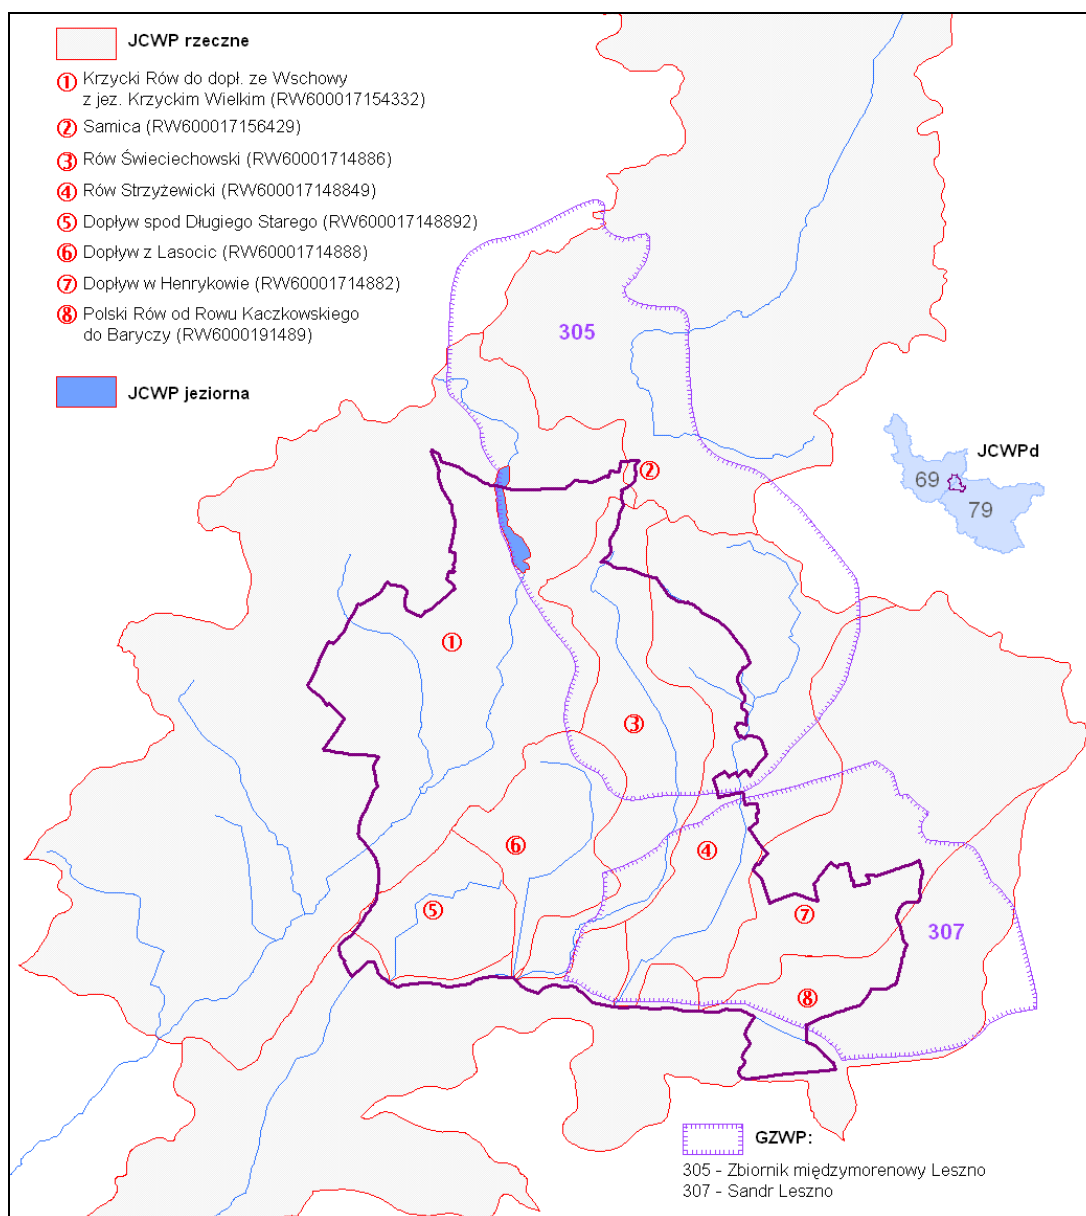 JCWP rzeczne
① Krzycki Rów do dopł. ze Wschowy
z jez. Krzyckim Wielkim (RW600017154332)
② Samica (RW600017156429)
③ Rów Święciechowski (RW60001714886)
④ Rów Strzyżewicki (RW600017148849)
⑤ Dopływ spod Długiego Starego (RW600017148892)
⑥ Dopływ z Lasocic (RW60001714888)
⑦ Dopływ w Henrykowie (RW60001714882)
⑧ Polski Rów od Rowu Kaczkowskiego
do Baryczy (RW6000191489)
JCWP jeziorna
305
JCWPd
69
79
②
①
③
④
⑥
⑤
⑦
307
⑧
GZWP:
305 - Zbiornik międzymorenowy Leszno
307 - Sandr Leszno